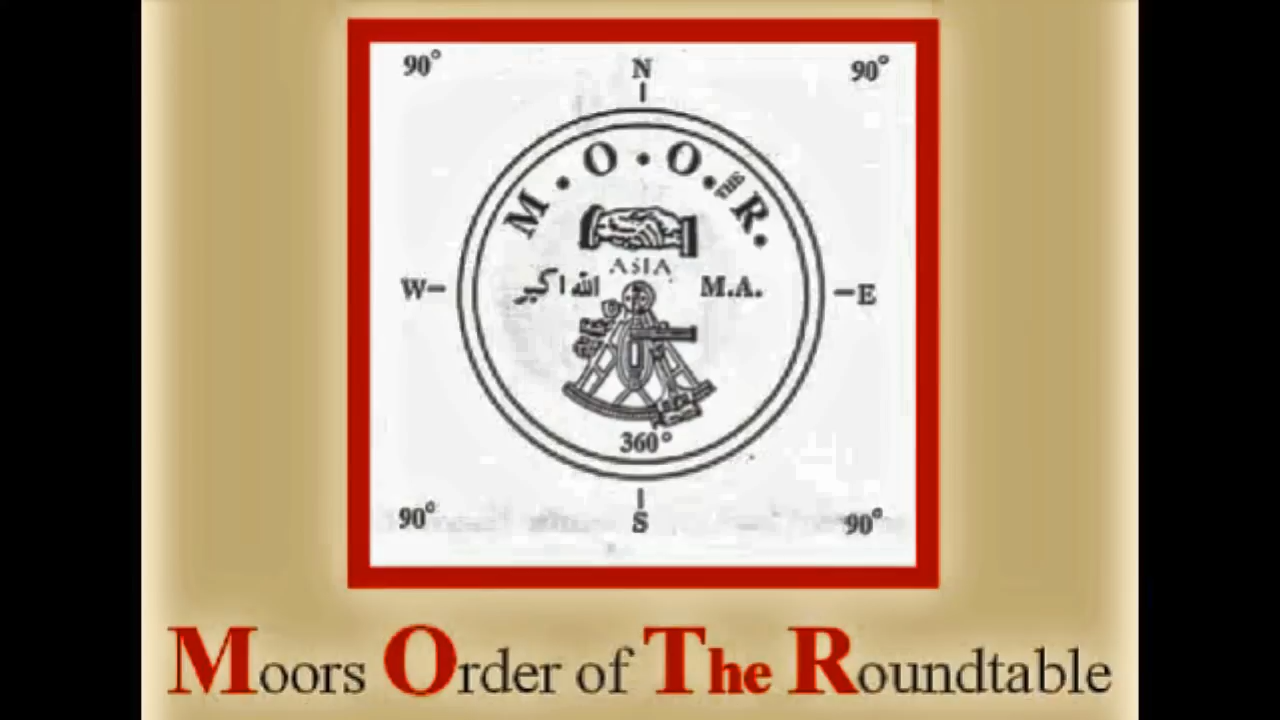 90° N 90°
M. O. O. THE R.
ASIA
W الله اكبر M.A. E
360°
90° S 90°
Moors Order of The Roundtable